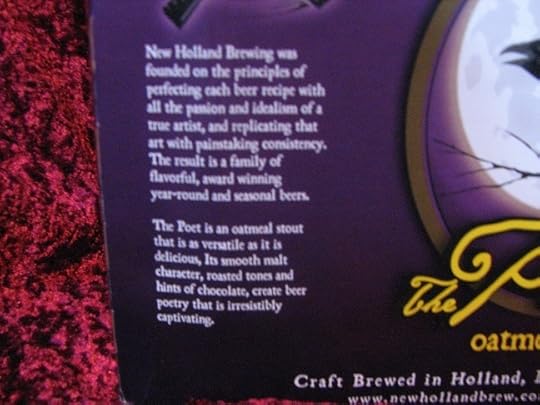 New Holland Brewing was
founded on the principles of
perfecting each beer recipe with
all the passion and idealism of a
true artist, and replicating that
art with painstaking consistency.
The result is a family of
flavorful, award winning
year-round and seasonal beers.
The Poet is an oatmeal stout
that is as versatile as it is
delicious, Its smooth malt
character, roasted tones and
hints of chocolate, create beer
poetry that is irresistibly
captivating.
The P
oatme
Craft Brewed in Holland,
www.newhollandbrew.co